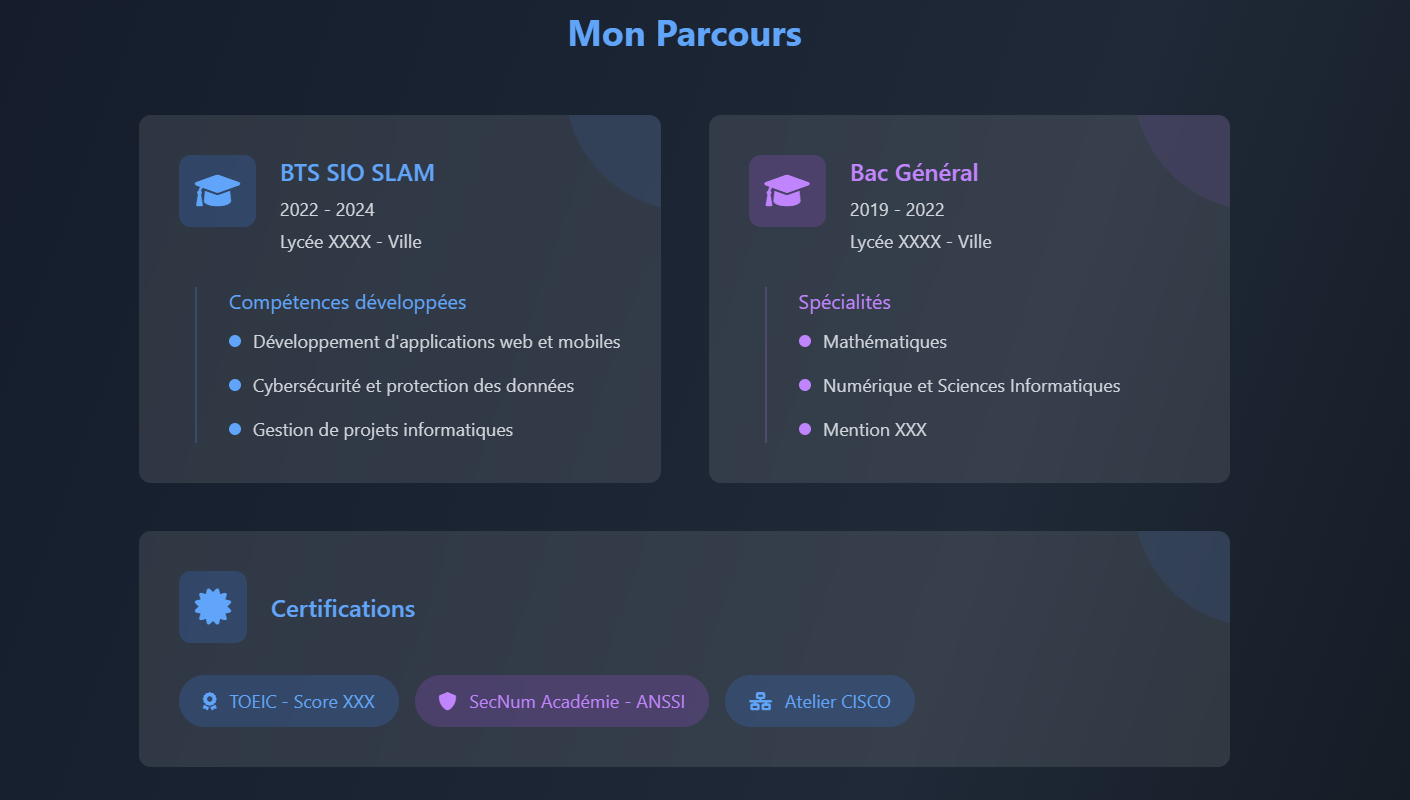 Mon Parcours
BTS SIO SLAM
2022 - 2024
Lycée XXXX - Ville
Compétences développées
Développement d'applications web et mobiles
Cybersécurité et protection des données
Gestion de projets informatiques
Bac Général
2019 - 2022
Lycée XXXX - Ville
Spécialités
Mathématiques
Numérique et Sciences Informatiques
Mention XXX
Certifications
TOEIC - Score XXX
SecNum Académie - ANSSI
Atelier CISCO